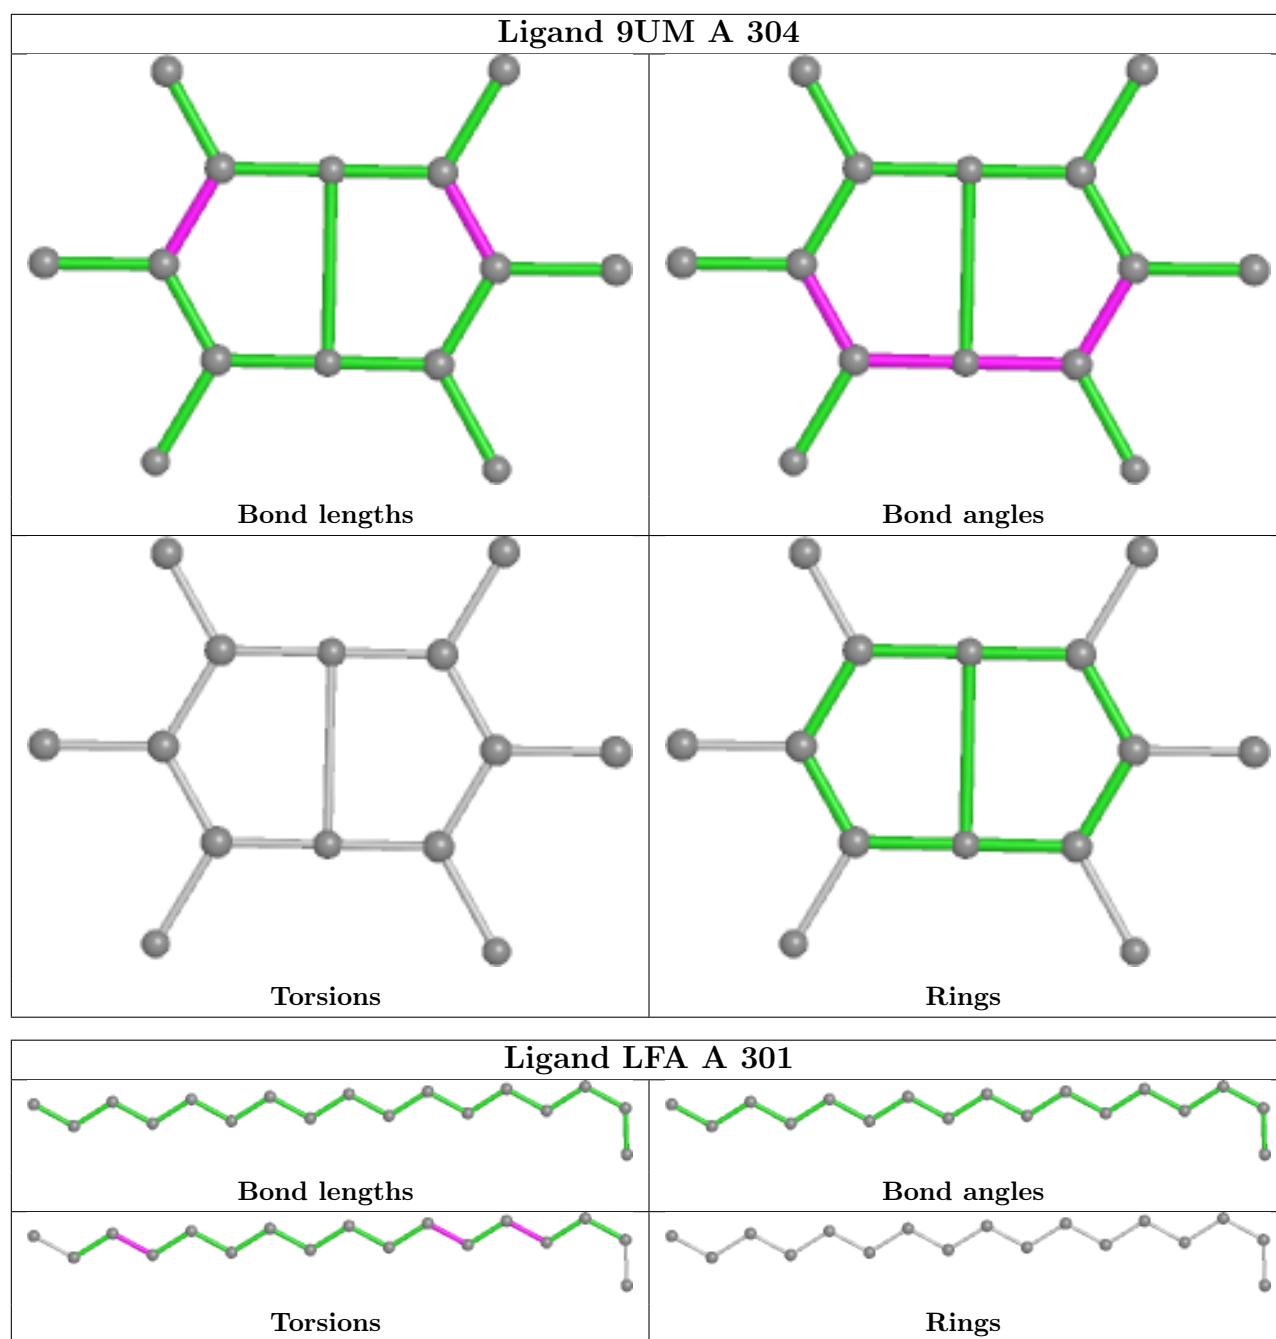 Ligand 9UM A 304
Bond lengths
Bond angles
Torsions
Rings
Ligand LFA A 301
Bond lengths
Bond angles
Torsions
Rings